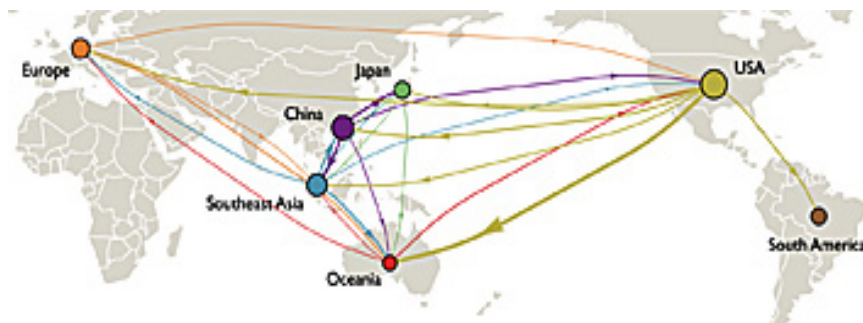 Europe
Japan
USA
China
Southeast Asia
South America
Oceania